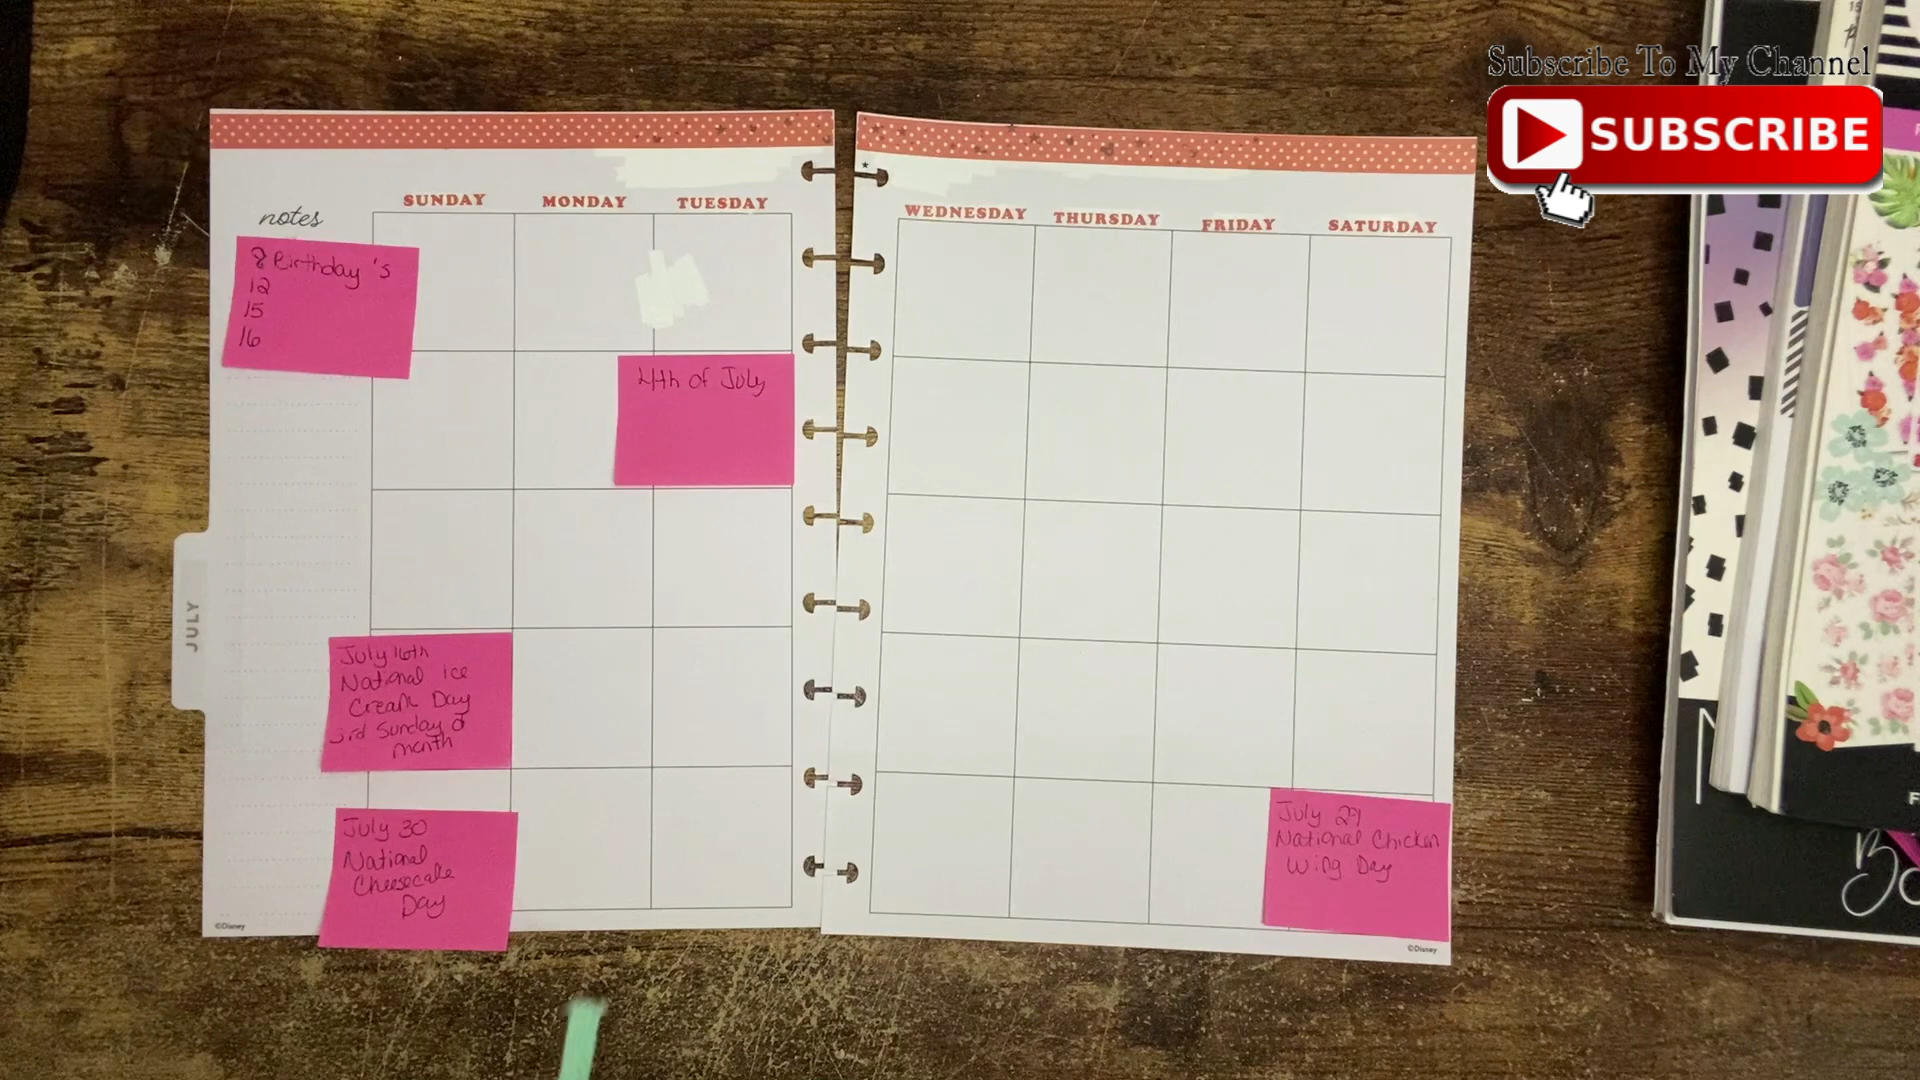 Subscribe To My Channel
SUBSCRIBE
notes
SUNDAY
MONDAY
TUESDAY
WEDNESDAY
THURSDAY
FRIDAY
SATURDAY
8 Birthday's
12
15
16
4th of July
JULY
July 16th
National ice
Cream Day
3rd Sunday of
month
July 30
National
Cheesecake
Day
July 29
National Chicken
Wing Day
©Disney
©Disney